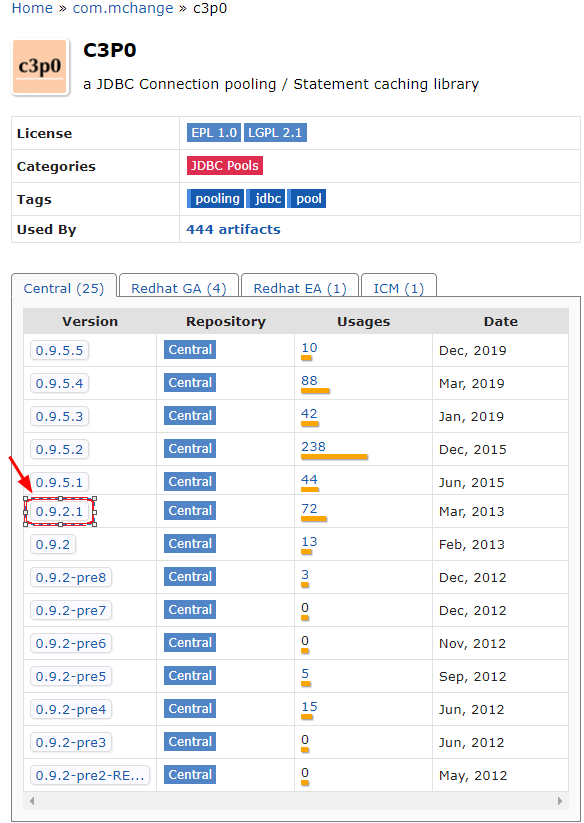 Home » com.mchange » c3p0
c3p0
C3P0
a JDBC Connection pooling / Statement caching library
License EPL 1.0 LGPL 2.1
Categories JDBC Pools
Tags pooling jdbc pool
Used By 444 artifacts
Central (25) Redhat GA (4) Redhat EA (1) ICM (1)
Version Repository Usages Date
0.9.5.5 Central 10 Dec, 2019
0.9.5.4 Central 88 Mar, 2019
0.9.5.3 Central 42 Jan, 2019
0.9.5.2 Central 238 Dec, 2015
0.9.5.1 Central 44 Jun, 2015
0.9.2.1 Central 72 Mar, 2013
0.9.2 Central 13 Feb, 2013
0.9.2-pre8 Central 3 Dec, 2012
0.9.2-pre7 Central 0 Dec, 2012
0.9.2-pre6 Central 0 Nov, 2012
0.9.2-pre5 Central 5 Sep, 2012
0.9.2-pre4 Central 15 Jun, 2012
0.9.2-pre3 Central 0 Jun, 2012
0.9.2-pre2-RE... Central 0 May, 2012